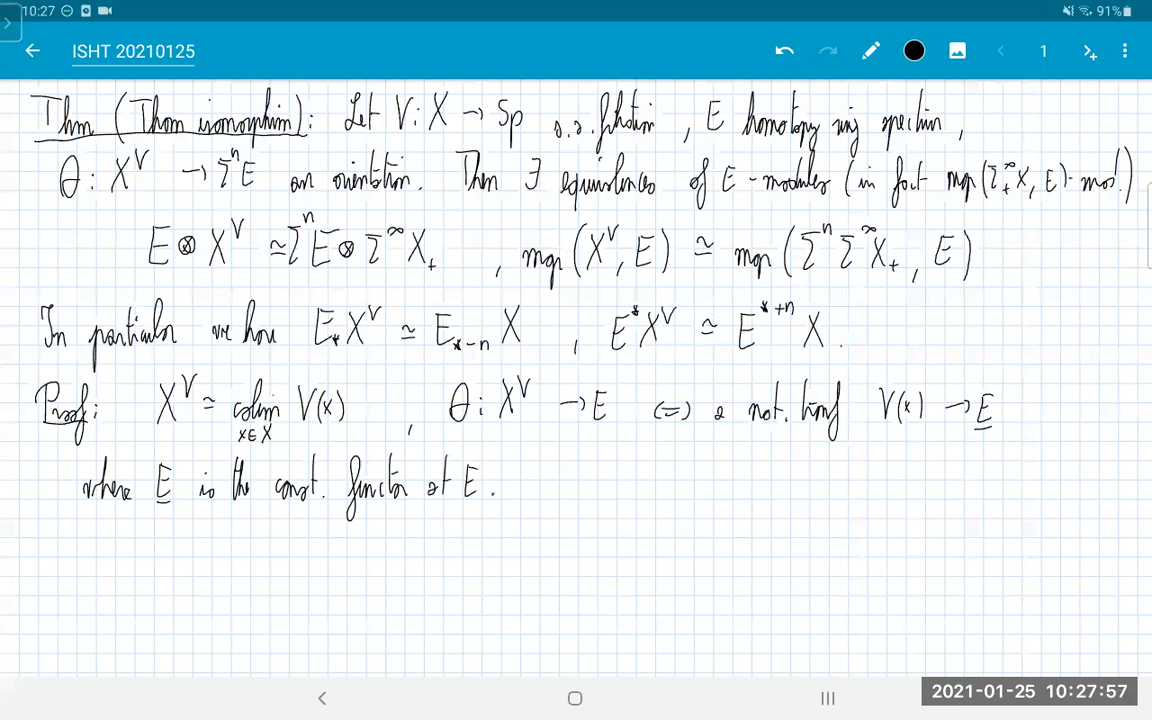 10:27
91%
ISHT 20210125
1
Thm (Thom isomorphism): Let V: X → Sp s.s. fibration, E homotopy ring spectrum,
θ: X^V → Σ^n E an orientation. Then ∃ equivalences of E-modules (in fact map(Σ^∞_+ X, E)-mod!)
E ⊗ X^V ≃ Σ^n E ⊗ Σ^∞ X_+ , map(X^V, E) ≅ map(Σ^n Σ^∞ X_+, E)
In particular we have E_* X^V ≃ E_{*-n} X , E^* X^V ≃ E^{*+n} X .
Proof: X^V ≃ colim_{x∈X} V(x) , θ: X^V → E (=) a nat. transf V(x) → E
where E is the const. functor at E.
2021-01-25 10:27:57